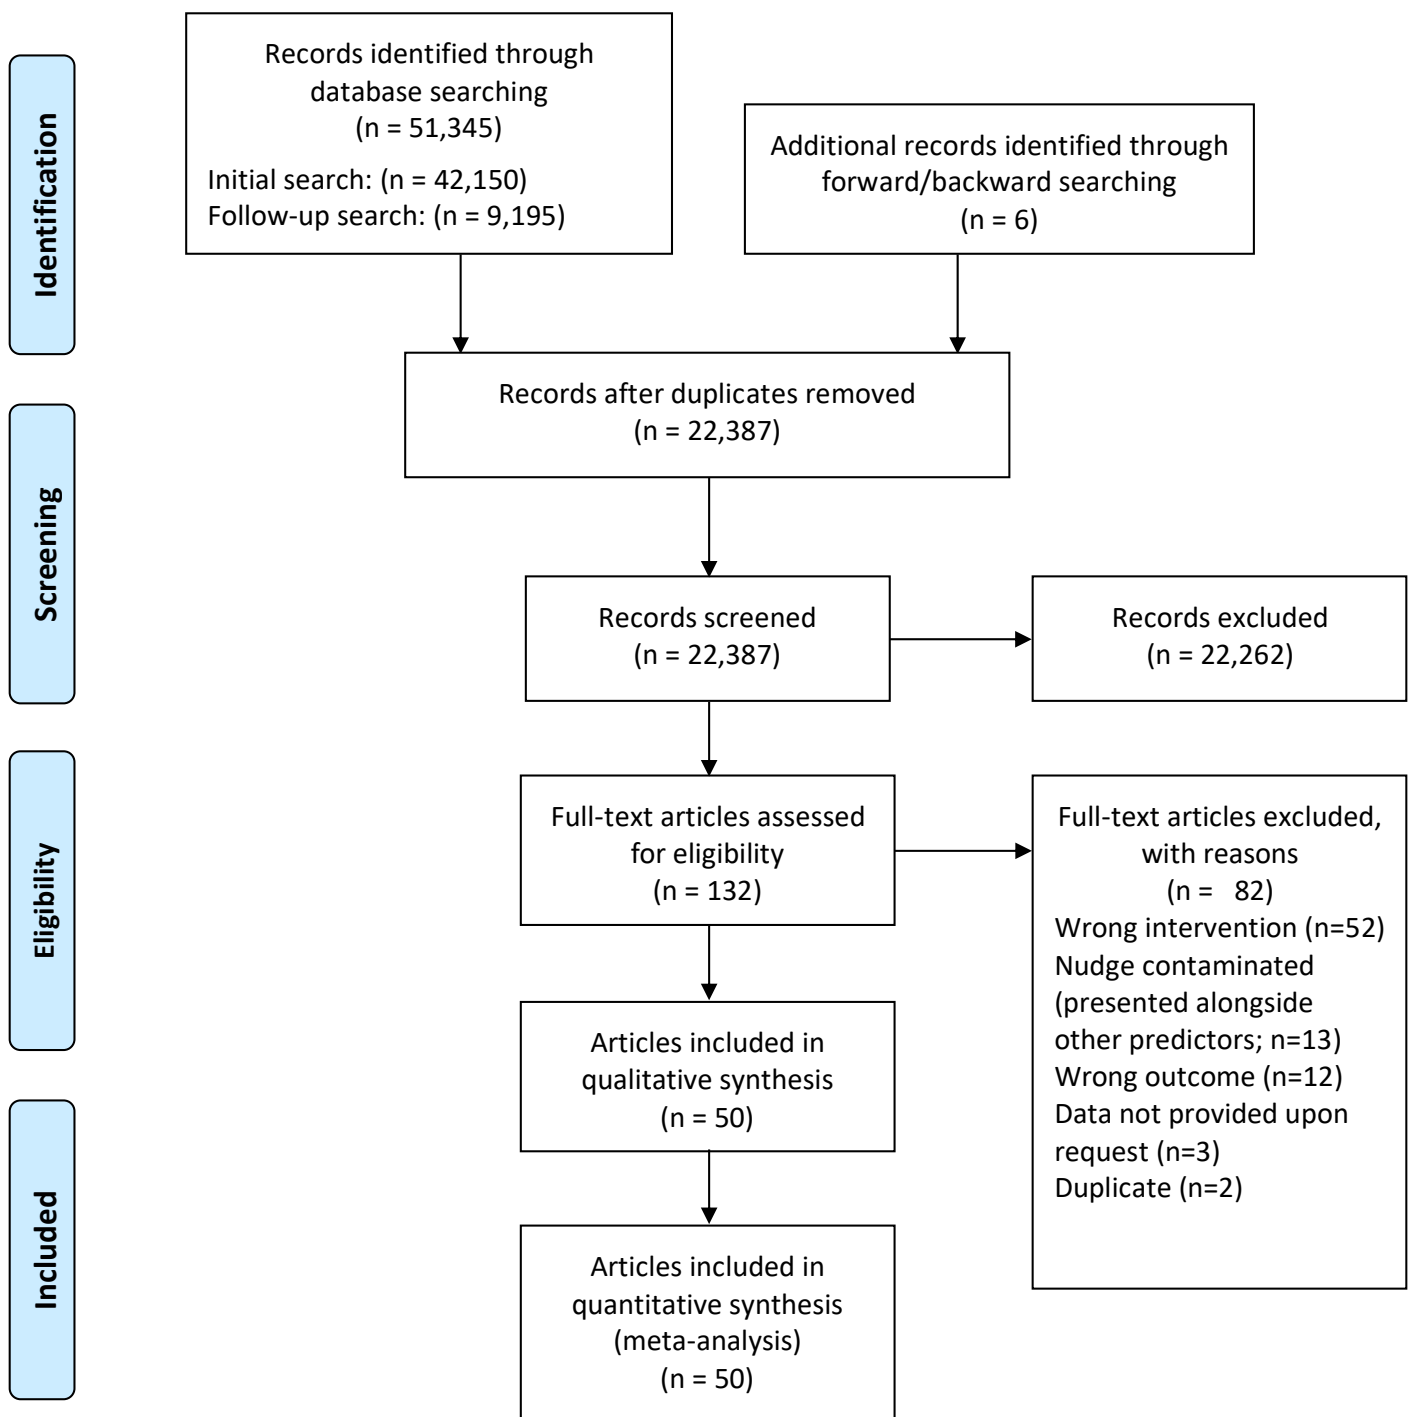 Identification
Records identified through
database searching
(n = 51,345)
Initial search: (n = 42,150)
Follow-up search: (n = 9,195)
Additional records identified through
forward/backward searching
(n = 6)
Records after duplicates removed
(n = 22,387)
Screening
Records screened
(n = 22,387)
Records excluded
(n = 22,262)
Eligibility
Full-text articles assessed
for eligibility
(n = 132)
Full-text articles excluded,
with reasons
(n =   82)
Wrong intervention (n=52)
Nudge contaminated
(presented alongside
other predictors; n=13)
Wrong outcome (n=12)
Data not provided upon
request (n=3)
Duplicate (n=2)
Articles included in
qualitative synthesis
(n = 50)
Included
Articles included in
quantitative synthesis
(meta-analysis)
(n = 50)